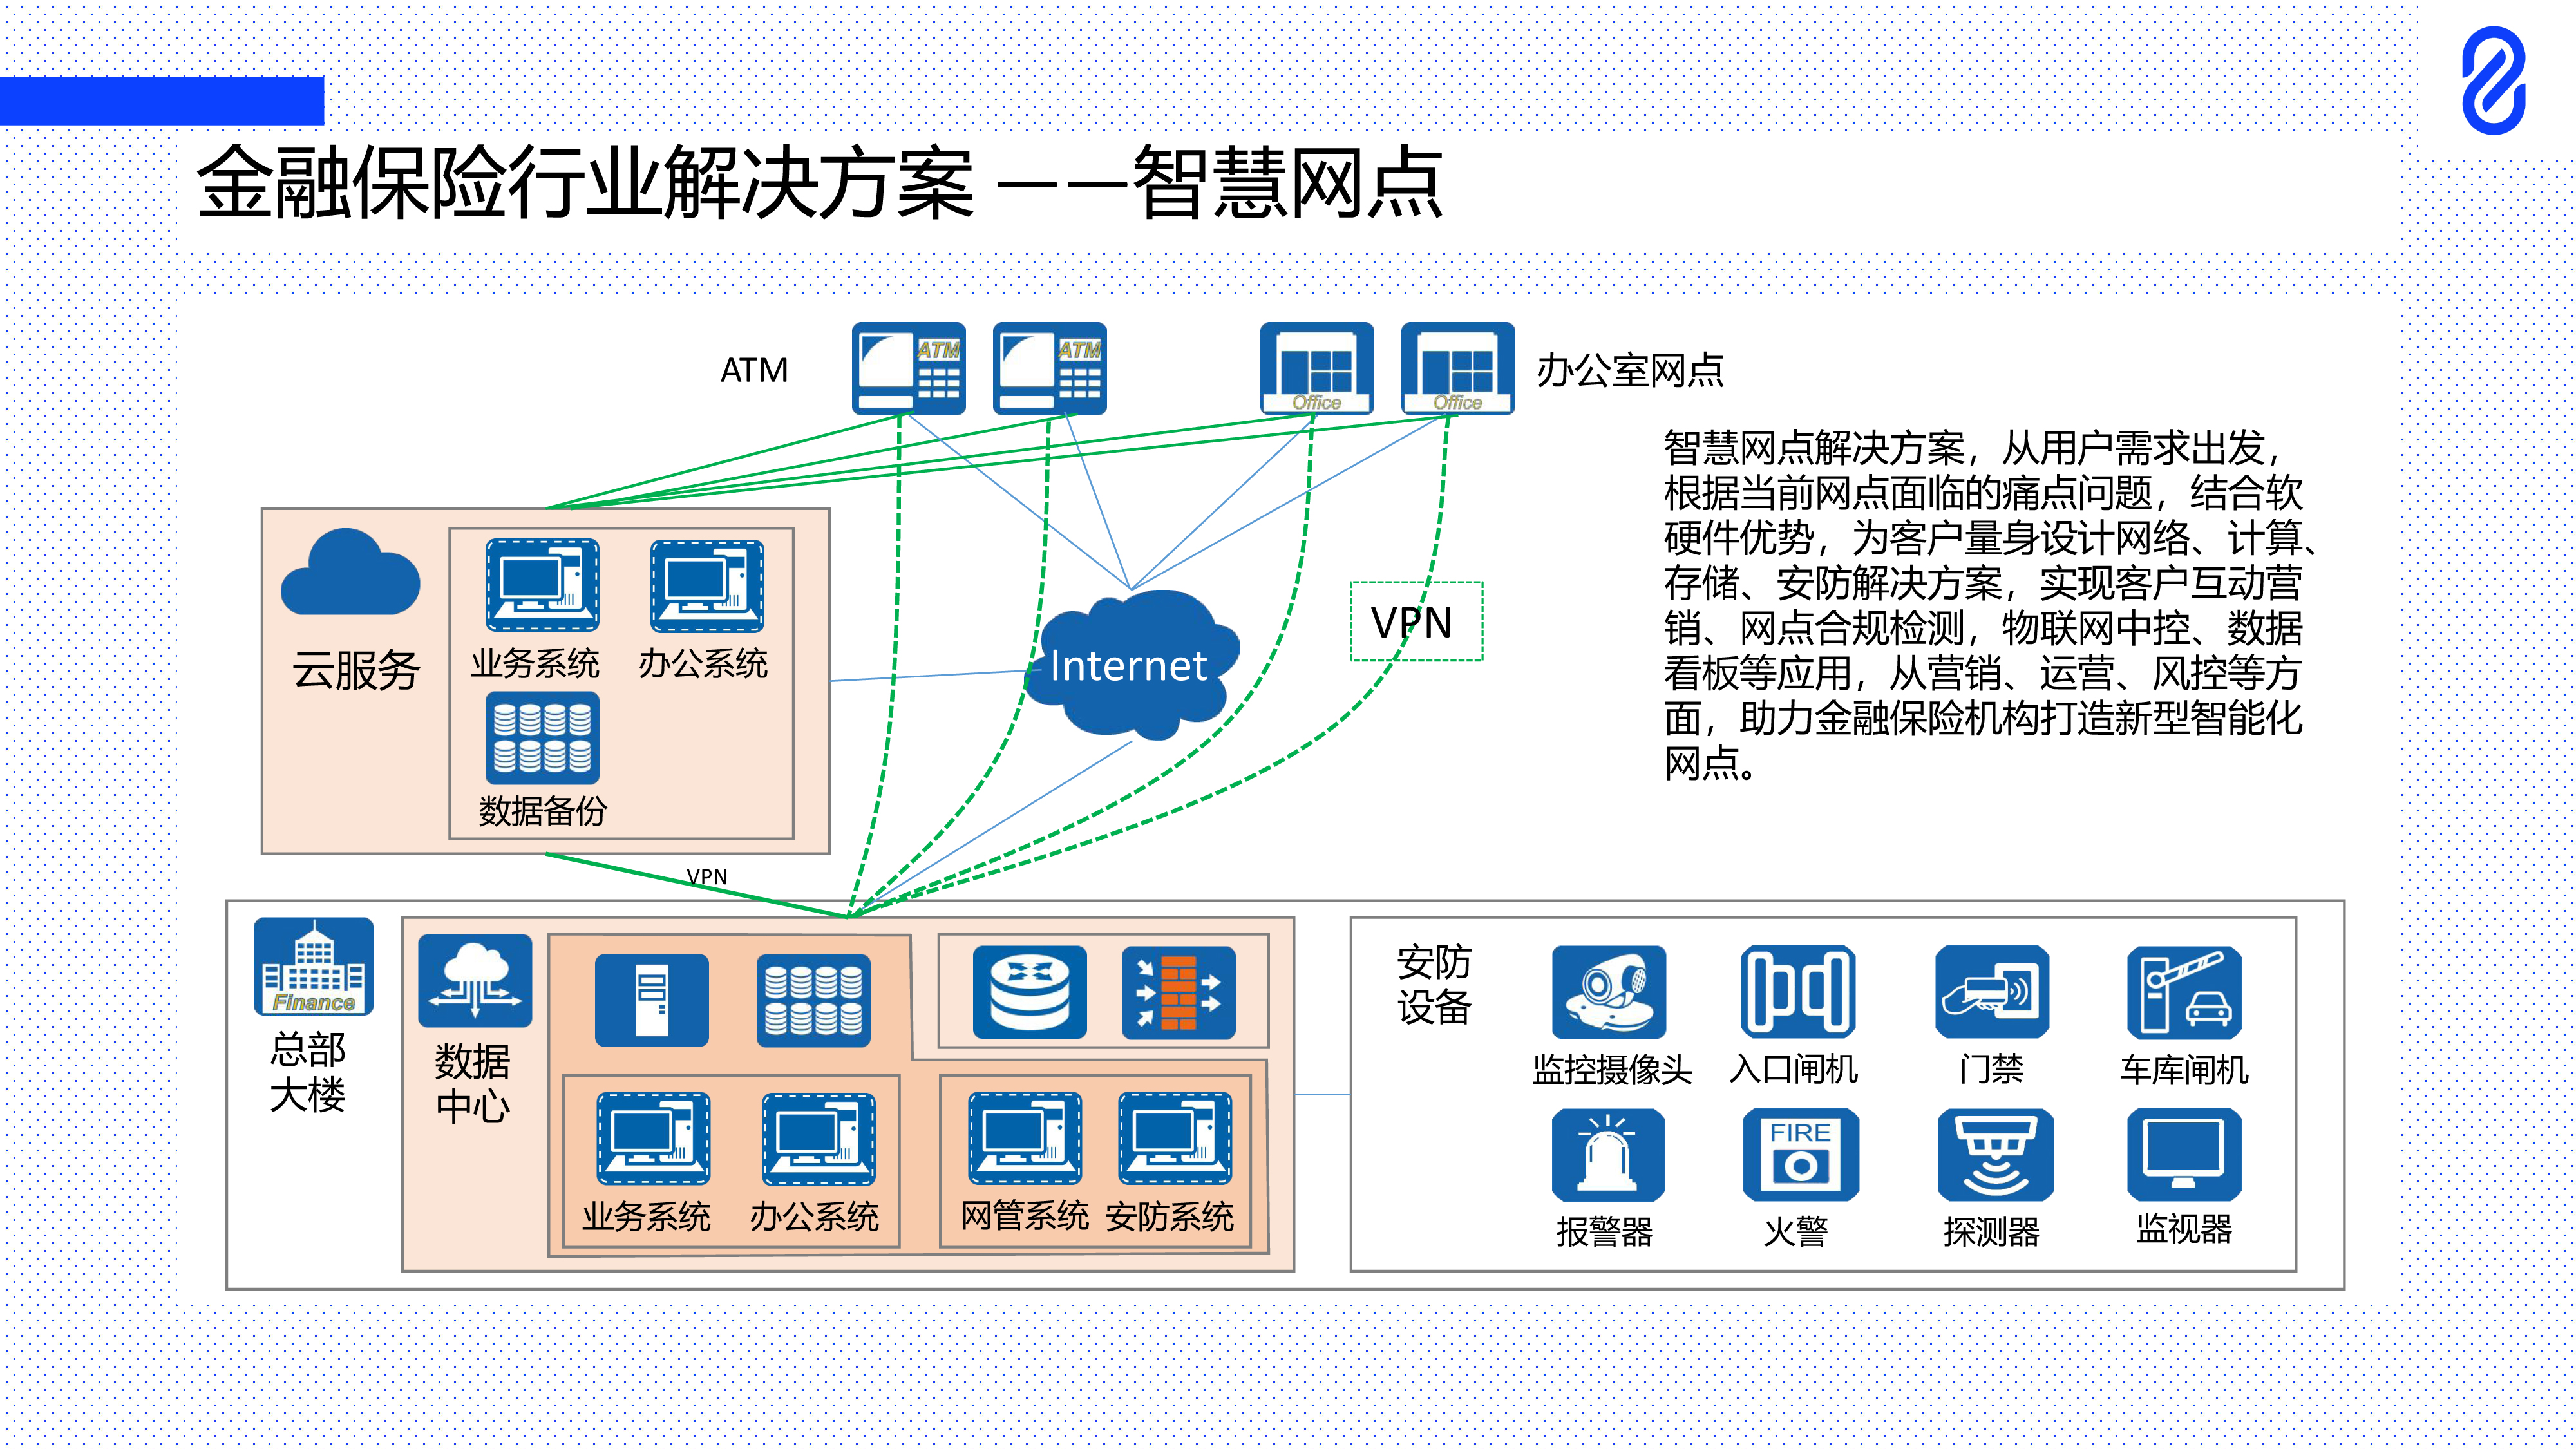 金融保险行业解决方案 ——智慧网点
ATM
ATM
ATM
Office
Office
办公室网点
智慧网点解决方案，从用户需求出发，
根据当前网点面临的痛点问题，结合软
硬件优势，为客户量身设计网络、计算、
存储、安防解决方案，实现客户互动营
销、网点合规检测，物联网中控、数据
看板等应用，从营销、运营、风控等方
面，助力金融保险机构打造新型智能化
网点。
云服务
业务系统
办公系统
数据备份
Internet
VPN
VPN
Finance
总部
大楼
数据
中心
业务系统
办公系统
网管系统
安防系统
安防
设备
监控摄像头
入口闸机
门禁
车库闸机
FIRE
报警器
火警
探测器
监视器